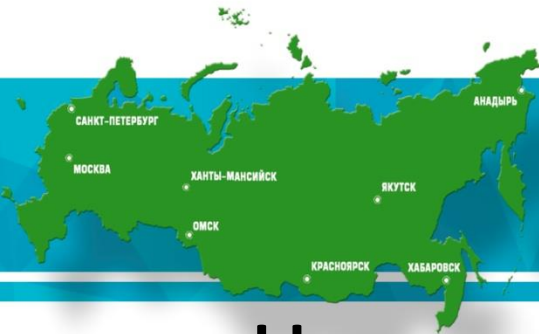 АНАДЫРЬ
САНКТ-ПЕТЕРБУРГ
МОСКВА
ХАНТЫ-МАНСИЙСК
ЯКУТСК
ОМСК
КРАСНОЯРСК
ХАБАРОВСК